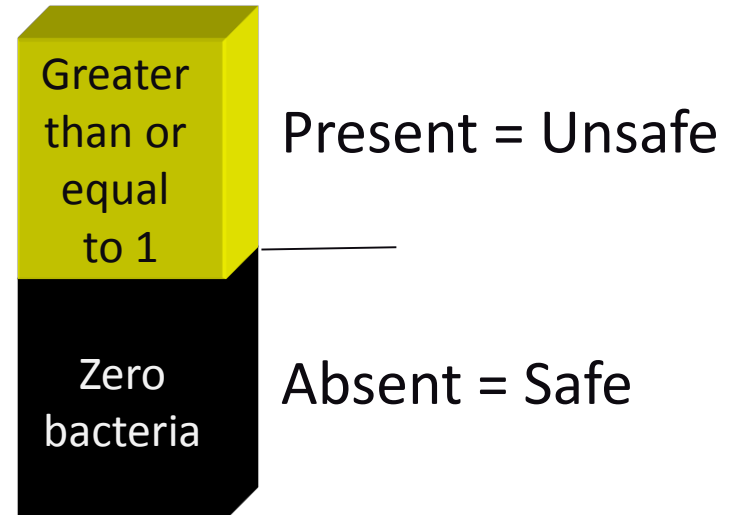 Greater
than or
equal
to 1
Present = Unsafe
Zero
bacteria
Absent = Safe